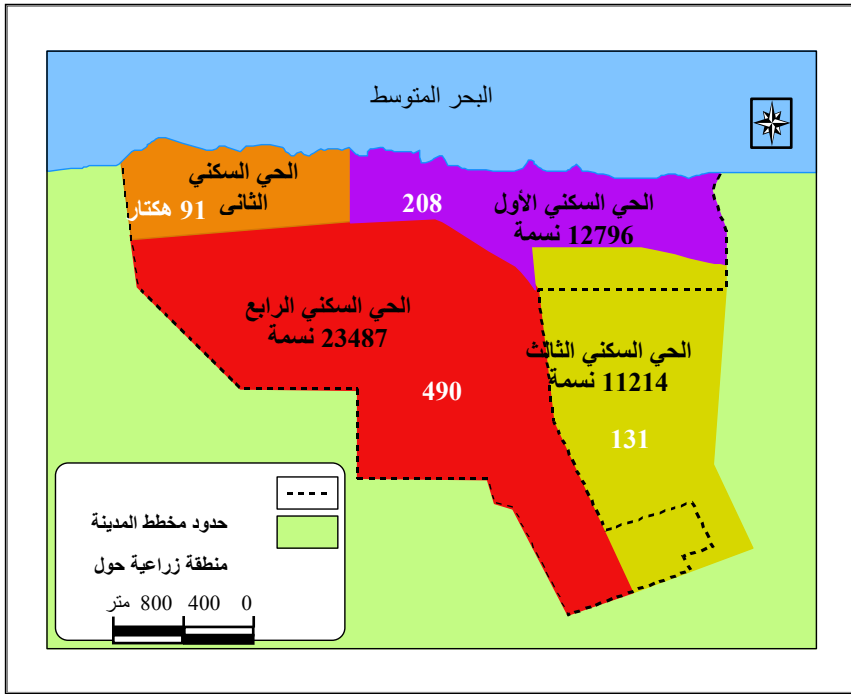 البحر المتوسط
الحي السكني
الثانى
91 هكتار
208
الحي السكني الأول
12796 نسمة
الحي السكني الرابع
23487 نسمة
490
الحي السكني الثالث
11214 نسمة
131
حدود مخطط المدينة
منطقة زراعية حول
0 400 800 متر